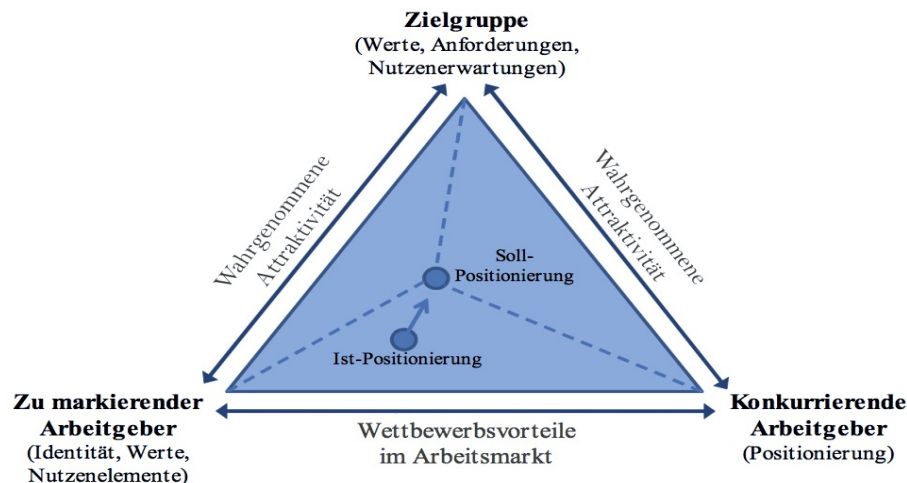 Zielgruppe
(Werte, Anforderungen,
Nutzenerwartungen)
Wahrgenommene
Attraktivität
Wahrgenommene
Attraktivität
Soll-
Positionierung
Ist-Positionierung
Zu markierender
Arbeitgeber
(Identität, Werte,
Nutzenelemente)
Wettbewerbsvorteile
im Arbeitsmarkt
Konkurrierende
Arbeitgeber
(Positionierung)